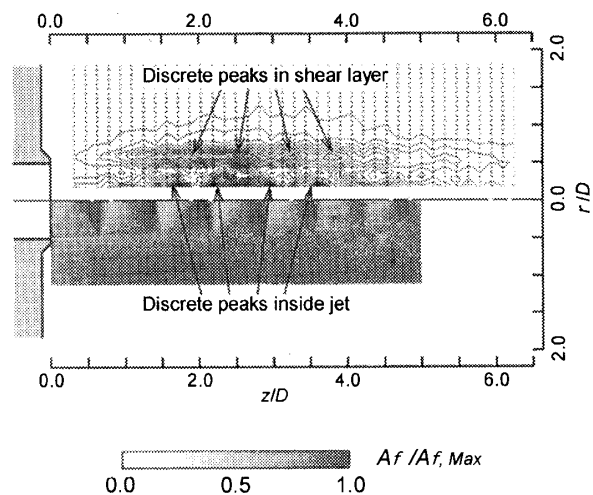 0.0 2.0 4.0 6.0
2.0
Discrete peaks in shear layer
0.0
r/D
Discrete peaks inside jet
2.0
0.0 2.0 4.0 6.0
z/D
Af /Af, Max
0.0 0.5 1.0